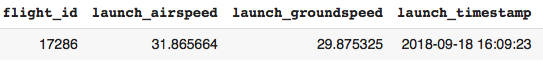 flight_id launch_airspeed launch_groundspeed launch_timestamp
17286 31.865664 29.875325 2018-09-18 16:09:23